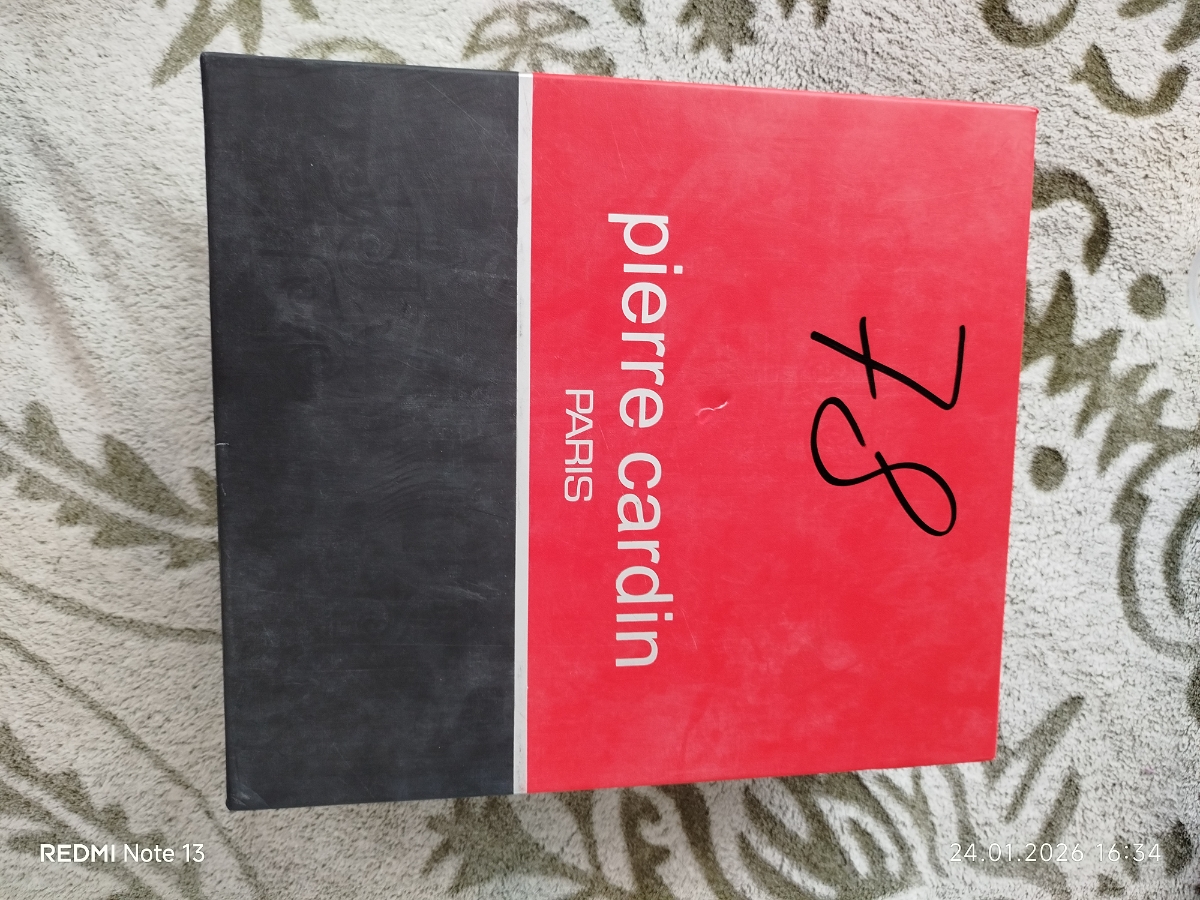 78
pierre cardin
PARIS
REDMI Note 13
24.01.2026 16:34